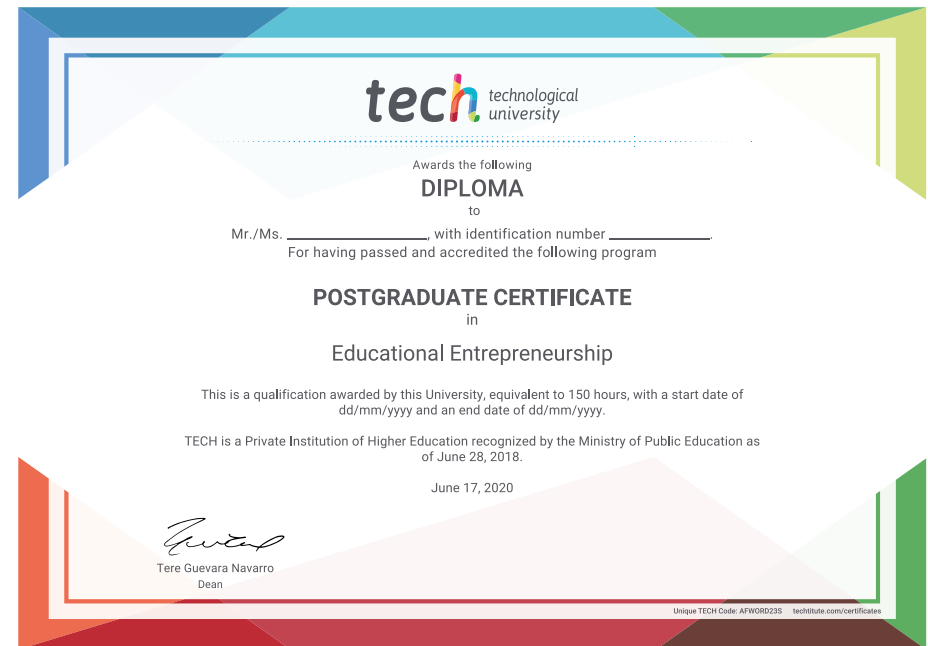 tech technological
university
Awards the following
DIPLOMA
to
Mr./Ms. ____________________, with identification number ______________.
For having passed and accredited the following program
POSTGRADUATE CERTIFICATE
in
Educational Entrepreneurship
This is a qualification awarded by this University, equivalent to 150 hours, with a start date of
dd/mm/yyyy and an end date of dd/mm/yyyy.
TECH is a Private Institution of Higher Education recognized by the Ministry of Public Education as
of June 28, 2018.
June 17, 2020
Tere Guevara Navarro
Dean
Unique TECH Code: AFWORD23S techtitute.com/certificates